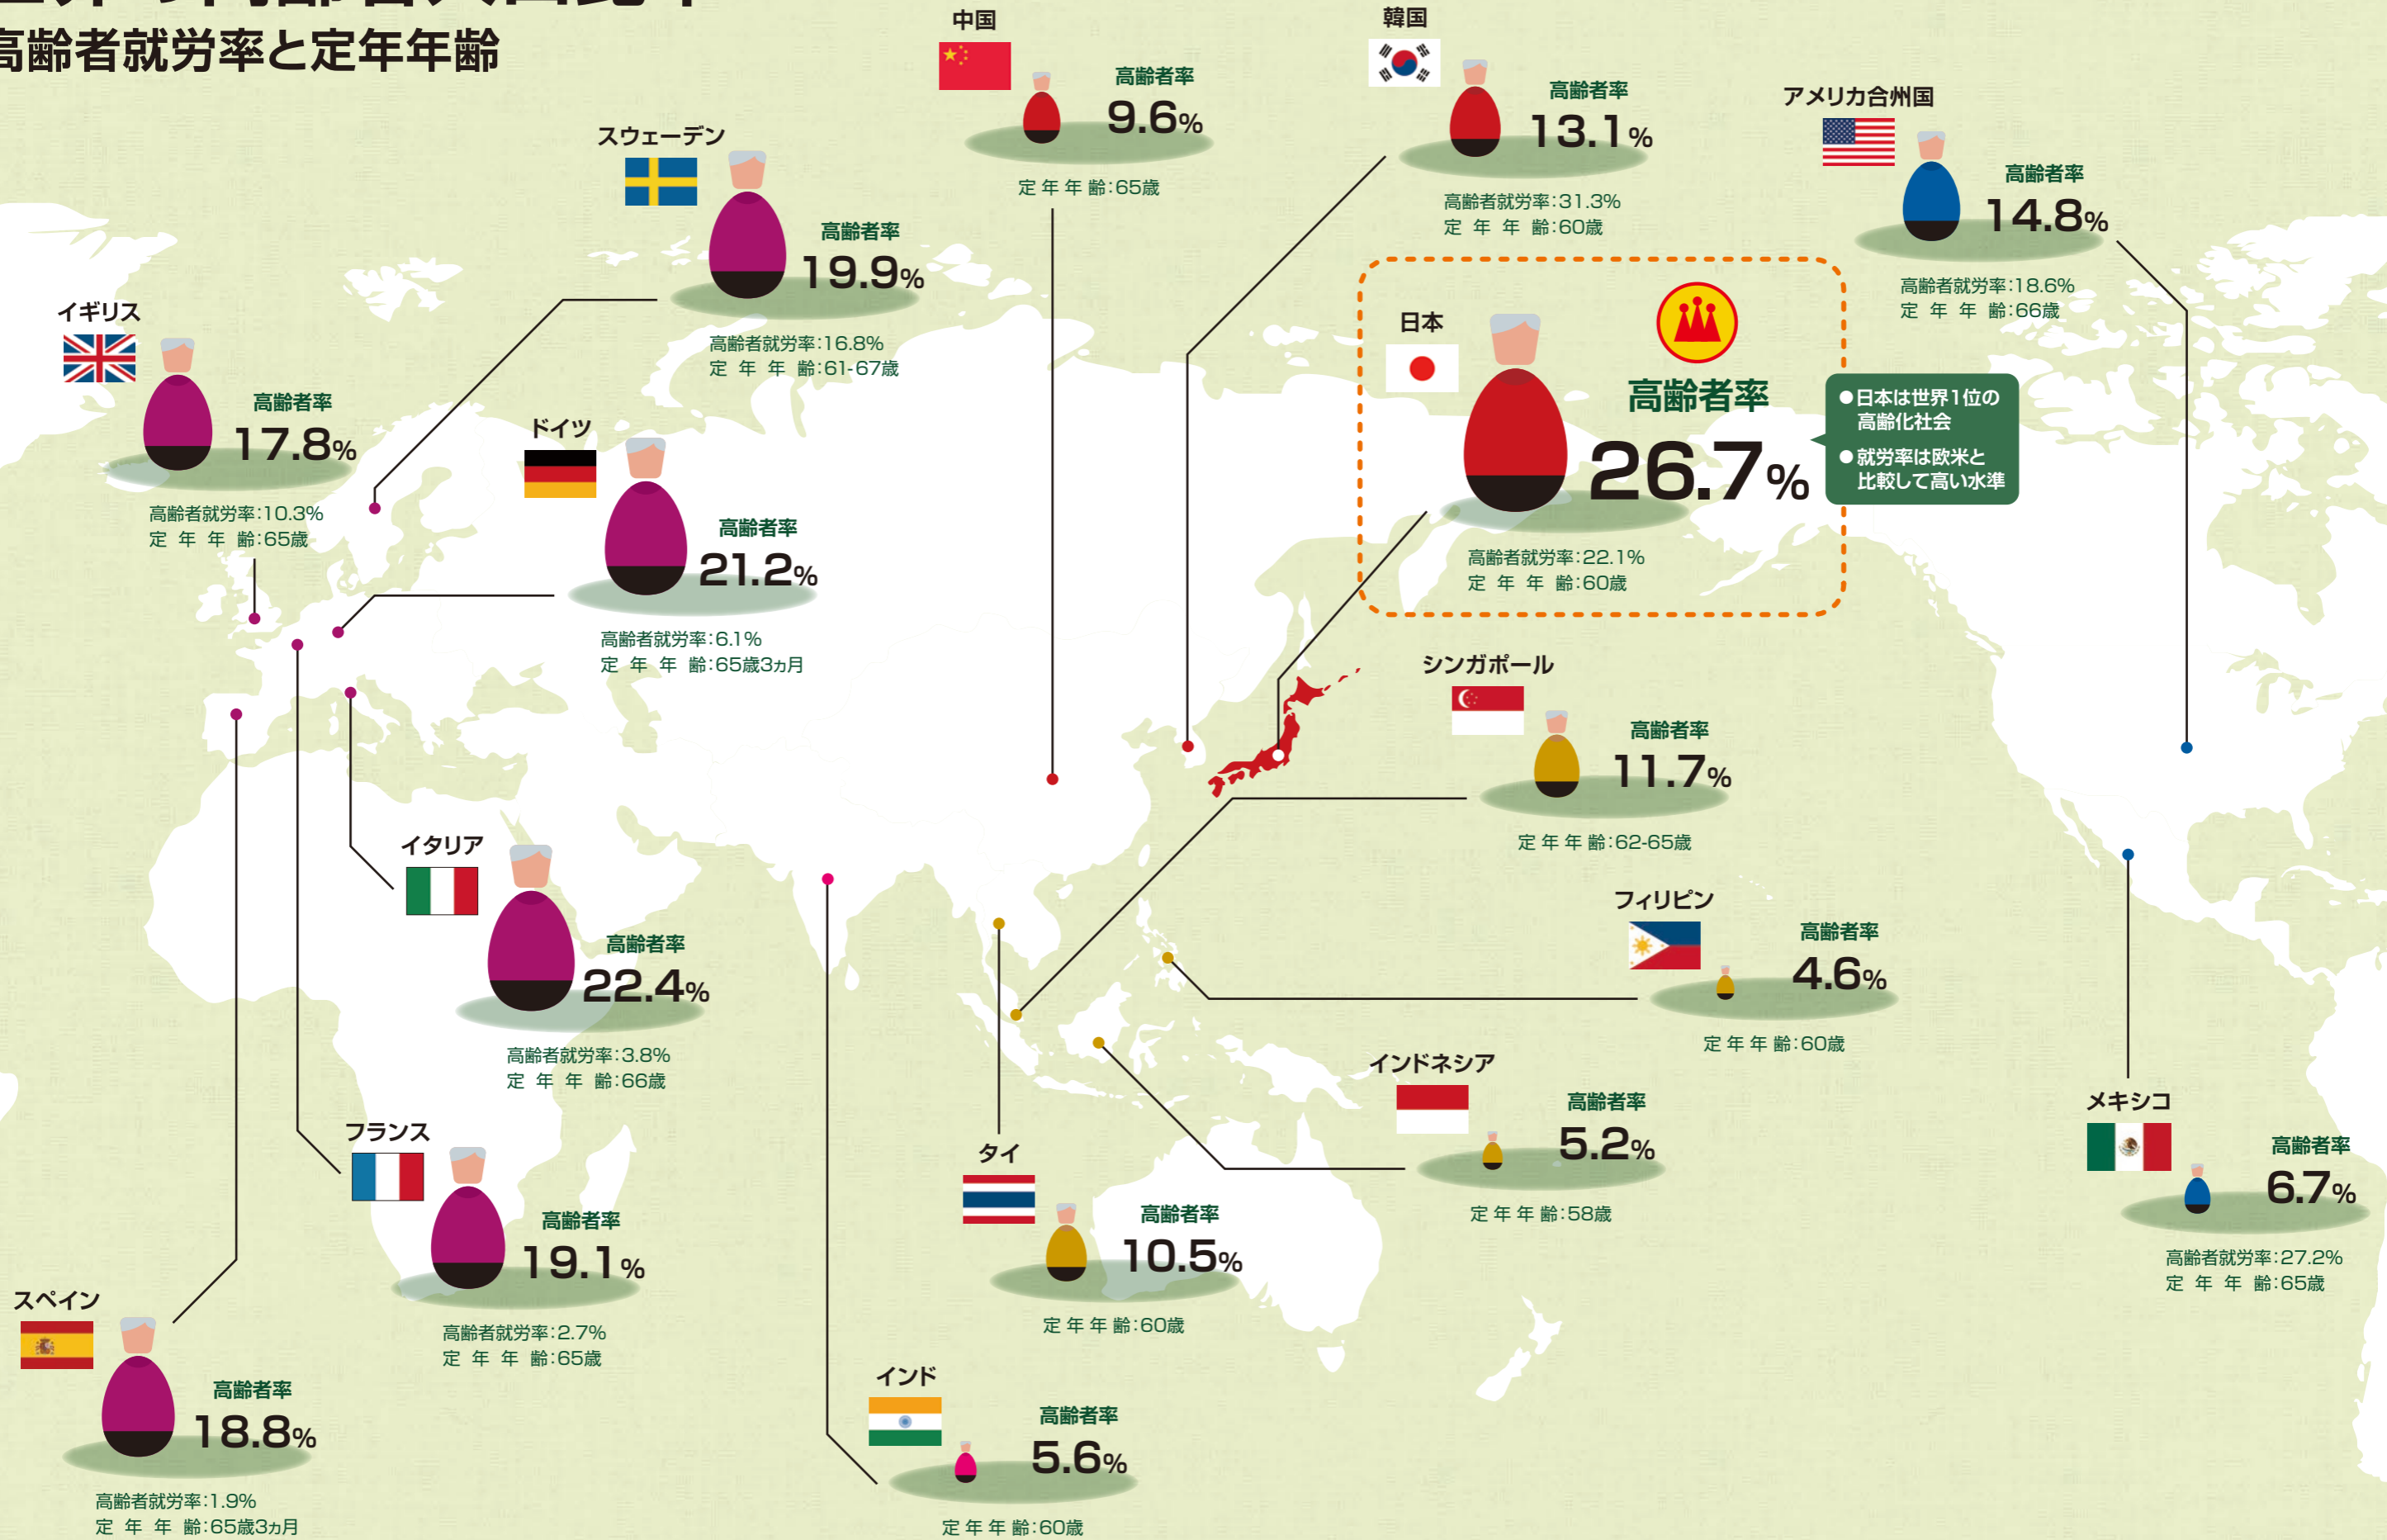 高齢者就労率と定年年齢
中国
高齢者率
9.6%
定年年齢：65歳
韓国
高齢者率
13.1%
高齢者就労率：31.3%
定年年齢：60歳
アメリカ合州国
高齢者率
14.8%
高齢者就労率：18.6%
定年年齢：66歳
スウェーデン
高齢者率
19.9%
高齢者就労率：16.8%
定年年齢：61-67歳
イギリス
高齢者率
17.8%
高齢者就労率：10.3%
定年年齢：65歳
ドイツ
高齢者率
21.2%
高齢者就労率：6.1%
定年年齢：65歳3ヵ月
日本
高齢者率
26.7%
高齢者就労率：22.1%
定年年齢：60歳
●日本は世界1位の
高齢化社会
●就労率は欧米と
比較して高い水準
シンガポール
高齢者率
11.7%
定年年齢：62-65歳
イタリア
高齢者率
22.4%
高齢者就労率：3.8%
定年年齢：66歳
フィリピン
高齢者率
4.6%
定年年齢：60歳
インドネシア
高齢者率
5.2%
定年年齢：58歳
メキシコ
高齢者率
6.7%
高齢者就労率：27.2%
定年年齢：65歳
フランス
高齢者率
19.1%
高齢者就労率：2.7%
定年年齢：65歳
タイ
高齢者率
10.5%
定年年齢：60歳
スペイン
高齢者率
18.8%
高齢者就労率：1.9%
定年年齢：65歳3ヵ月
インド
高齢者率
5.6%
定年年齢：60歳